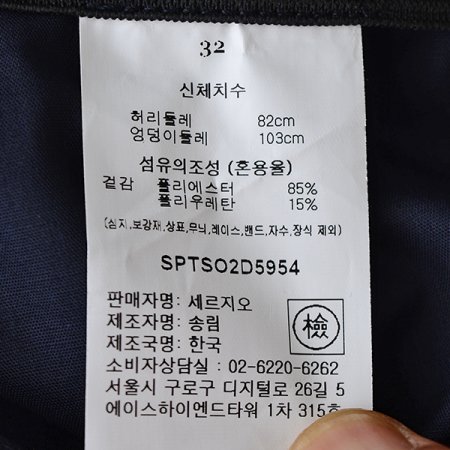 32
신체치수
허리둘레 82cm
엉덩이둘레 103cm
섬유의조성 (혼용율)
겉감 폴리에스터 85%
폴리우레탄 15%
(심지,보강재,상표,무늬,레이스,밴드,자수,장식 제외)
SPTSO2D5954
판매자명: 세르지오
제조자명: 송림
제조국명: 한국
檢
소비자상담실: 02-6220-6262
서울시 구로구 디지털로 26길 5
에이스하이엔드타워 1차 315호